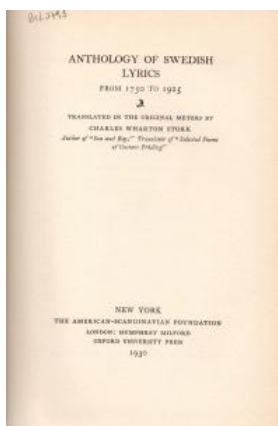 ANTHOLOGY OF SWEDISH
LYRICS
FROM 1750 TO 1925
TRANSLATED IN THE ORIGINAL METERS BY
CHARLES WHARTON STORK
Author of "Sea and Bay;" Translator of "Selected Poems
of Gustaf Fröding"
NEW YORK
THE AMERICAN-SCANDINAVIAN FOUNDATION
LONDON: HUMPHREY MILFORD
OXFORD UNIVERSITY PRESS
1930